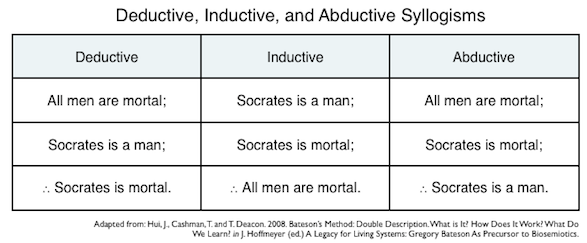 Deductive, Inductive, and Abductive Syllogisms
Deductive Inductive Abductive
All men are mortal; Socrates is a man; All men are mortal;
Socrates is a man; Socrates is mortal; Socrates is mortal;
∴ Socrates is mortal. ∴ All men are mortal. ∴ Socrates is a man.
Adapted from: Hui, J., Cashman, T. and T. Deacon. 2008. Bateson's Method: Double Description. What is It? How Does It Work? What Do
We Learn? in J. Hoffmeyer (ed.) A Legacy for Living Systems: Gregory Bateson As Precursor to Biosemiotics.